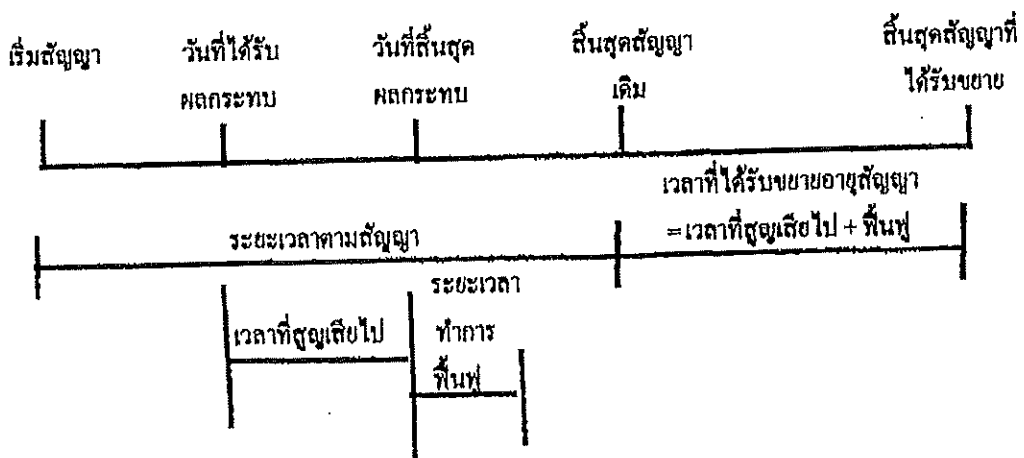 เริ่มสัญญา
วันที่ได้รับ
ผลกระทบ
วันที่สิ้นสุด
ผลกระทบ
สิ้นสุดสัญญา
เดิม
สิ้นสุดสัญญาที่
ได้รับขยาย
เวลาที่ได้รับขยายอายุสัญญา
=เวลาที่สูญเสียไป + ฟื้นฟู
ระยะเวลาตามสัญญา
เวลาที่สูญเสียไป
ระยะเวลา
ทำการ
ฟื้นฟู